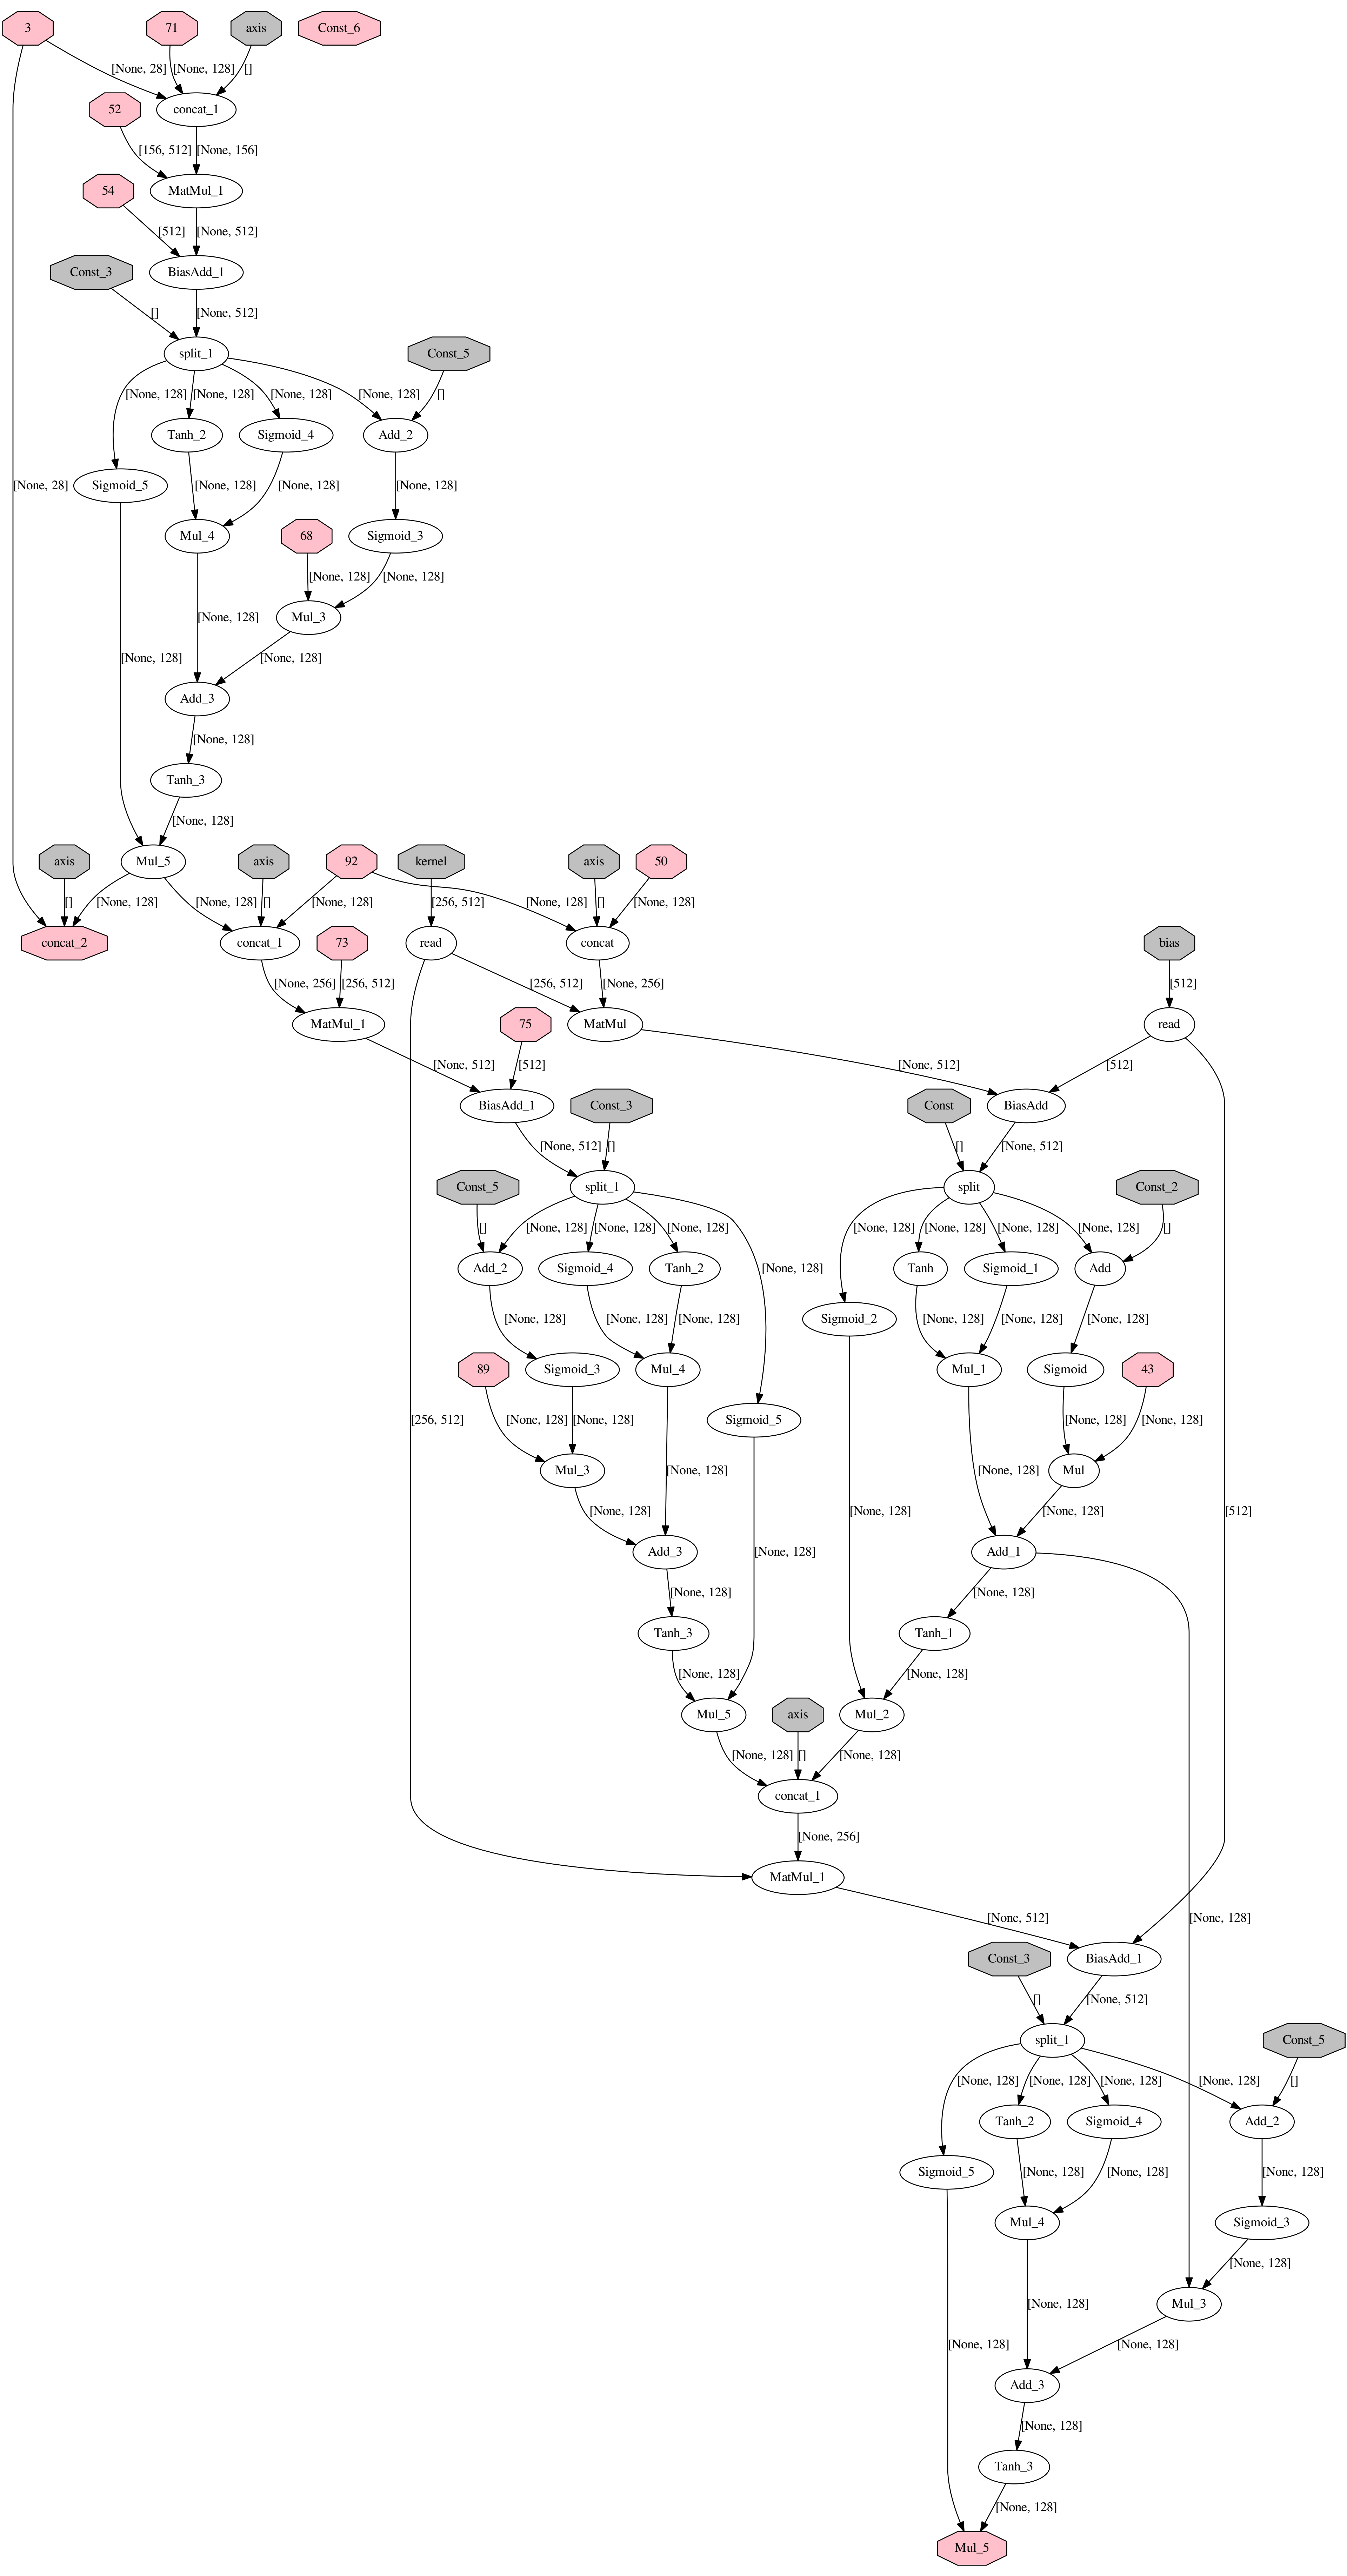 3 71 axis Const_6
[None, 28] [None, 128] []
52 concat_1
[156, 512] [None, 156]
54 MatMul_1
[512] [None, 512]
Const_3 BiasAdd_1
[] [None, 512]
split_1 Const_5
[None, 128] [None, 128] [None, 128] [None, 128] []
Tanh_2 Sigmoid_4 Add_2
[None, 28] Sigmoid_5 [None, 128] [None, 128] [None, 128]
Mul_4 68 Sigmoid_3
[None, 128] [None, 128]
[None, 128] Mul_3
[None, 128] [None, 128]
Add_3
[None, 128]
Tanh_3
[None, 128]
axis Mul_5 axis 92 kernel axis 50
[] [None, 128] [None, 128] [] [None, 128] [256, 512] [None, 128] [] [None, 128]
concat_2 concat_1 73 read concat bias
[None, 256] [256, 512] [256, 512] [None, 256] [512]
MatMul_1 75 MatMul read
[None, 512] [512] [None, 512] [512]
BiasAdd_1 Const_3 Const BiasAdd
[None, 512] [] [] [None, 512]
Const_5 split_1 split Const_2
[] [None, 128] [None, 128] [None, 128] [None, 128] [None, 128] [None, 128] [None, 128] []
Add_2 Sigmoid_4 Tanh_2 [None, 128] Tanh Sigmoid_1 Add
[None, 128] [None, 128] [None, 128] Sigmoid_2 [None, 128] [None, 128] [None, 128]
89 Sigmoid_3 Mul_4 Mul_1 Sigmoid 43
[256, 512] [None, 128] [None, 128] Sigmoid_5 [None, 128] [None, 128]
Mul_3 [None, 128] [None, 128] Mul
[None, 128] [None, 128] [None, 128] [512]
Add_3 [None, 128] Add_1
[None, 128] [None, 128]
Tanh_3 Tanh_1
[None, 128] [None, 128]
Mul_5 axis Mul_2
[None, 128] [] [None, 128]
concat_1
[None, 256]
MatMul_1
[None, 512] [None, 128]
Const_3 BiasAdd_1
[] [None, 512]
split_1 Const_5
[None, 128] [None, 128] [None, 128] [None, 128] []
Tanh_2 Sigmoid_4 Add_2
Sigmoid_5 [None, 128] [None, 128] [None, 128]
Mul_4 Sigmoid_3
[None, 128]
[None, 128] Mul_3
[None, 128] [None, 128]
Add_3
[None, 128]
Tanh_3
[None, 128]
Mul_5